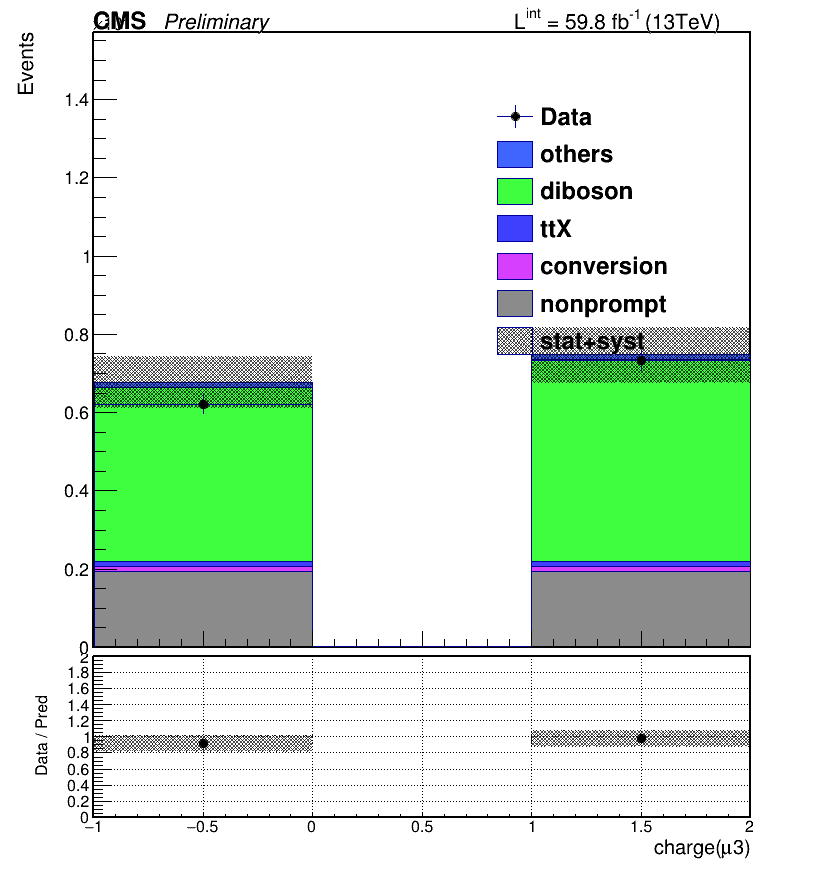 CMS Preliminary
L^int = 59.8 fb^-1 (13TeV)
Events
1.4
1.2
1
0.8
0.6
0.4
0.2
0
Data
others
diboson
ttX
conversion
nonprompt
stat+syst
Data / Pred
2
1.8
1.6
1.4
1.2
1
0.8
0.6
0.4
0.2
0
−1 −0.5 0 0.5 1 1.5 2
charge(μ3)